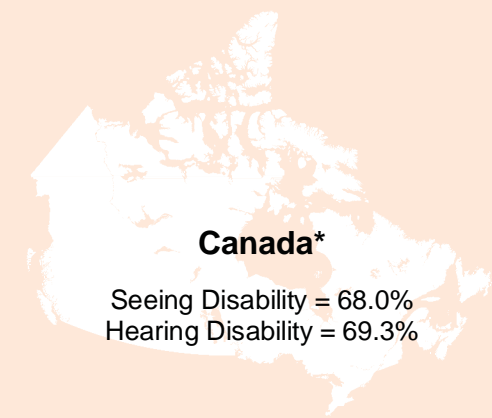 Canada*
Seeing Disability = 68.0%
Hearing Disability = 69.3%